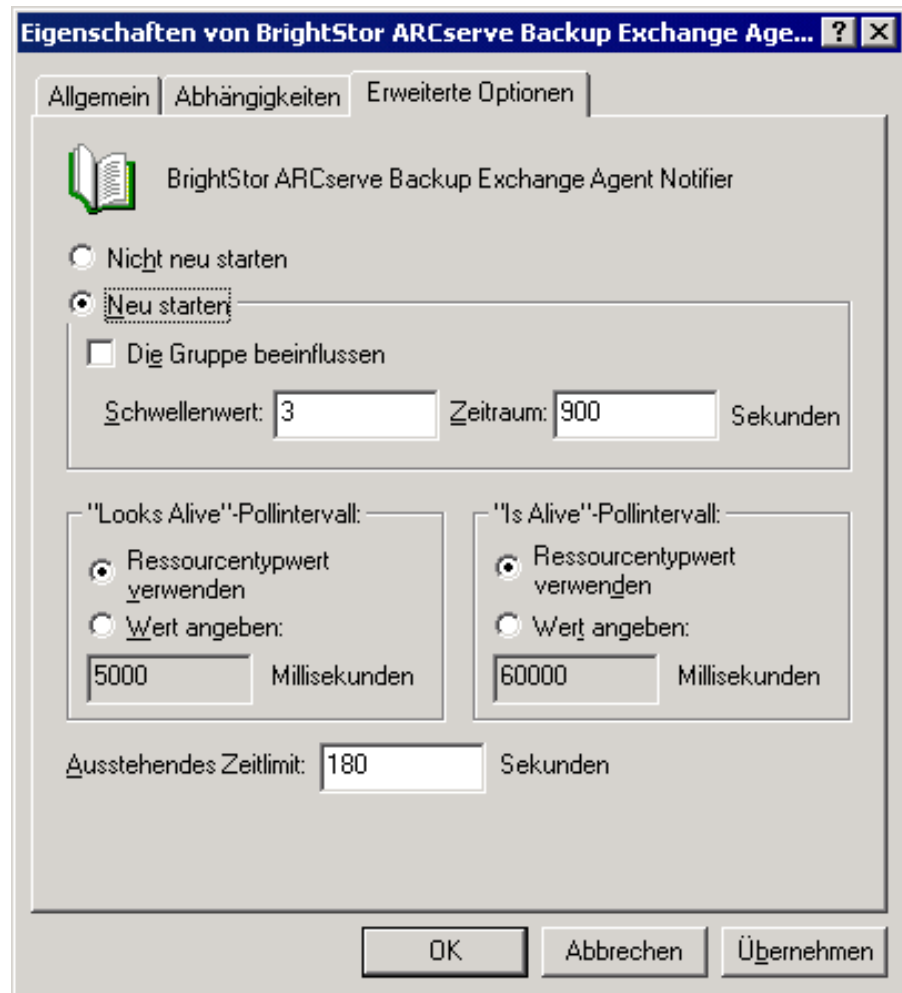 Eigenschaften von BrightStor ARCserve Backup Exchange Age... ? X
Allgemein Abhängigkeiten Erweiterte Optionen
BrightStor ARCserve Backup Exchange Agent Notifier
Nicht neu starten
Neu starten
Die Gruppe beeinflussen
Schwellenwert: 3 Zeitraum: 900 Sekunden
"Looks Alive"-Pollintervall:
Ressourcentypwert
verwenden
Wert angeben:
5000 Millisekunden
"Is Alive"-Pollintervall:
Ressourcentypwert
verwenden
Wert angeben:
60000 Millisekunden
Ausstehendes Zeitlimit: 180 Sekunden
OK Abbrechen Übernehmen